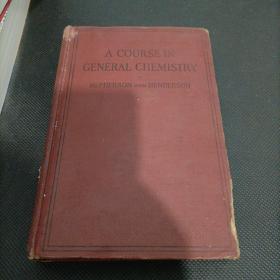 A COURSE IN
GENERAL CHEMISTRY
McPHERSON AND HENDERSON